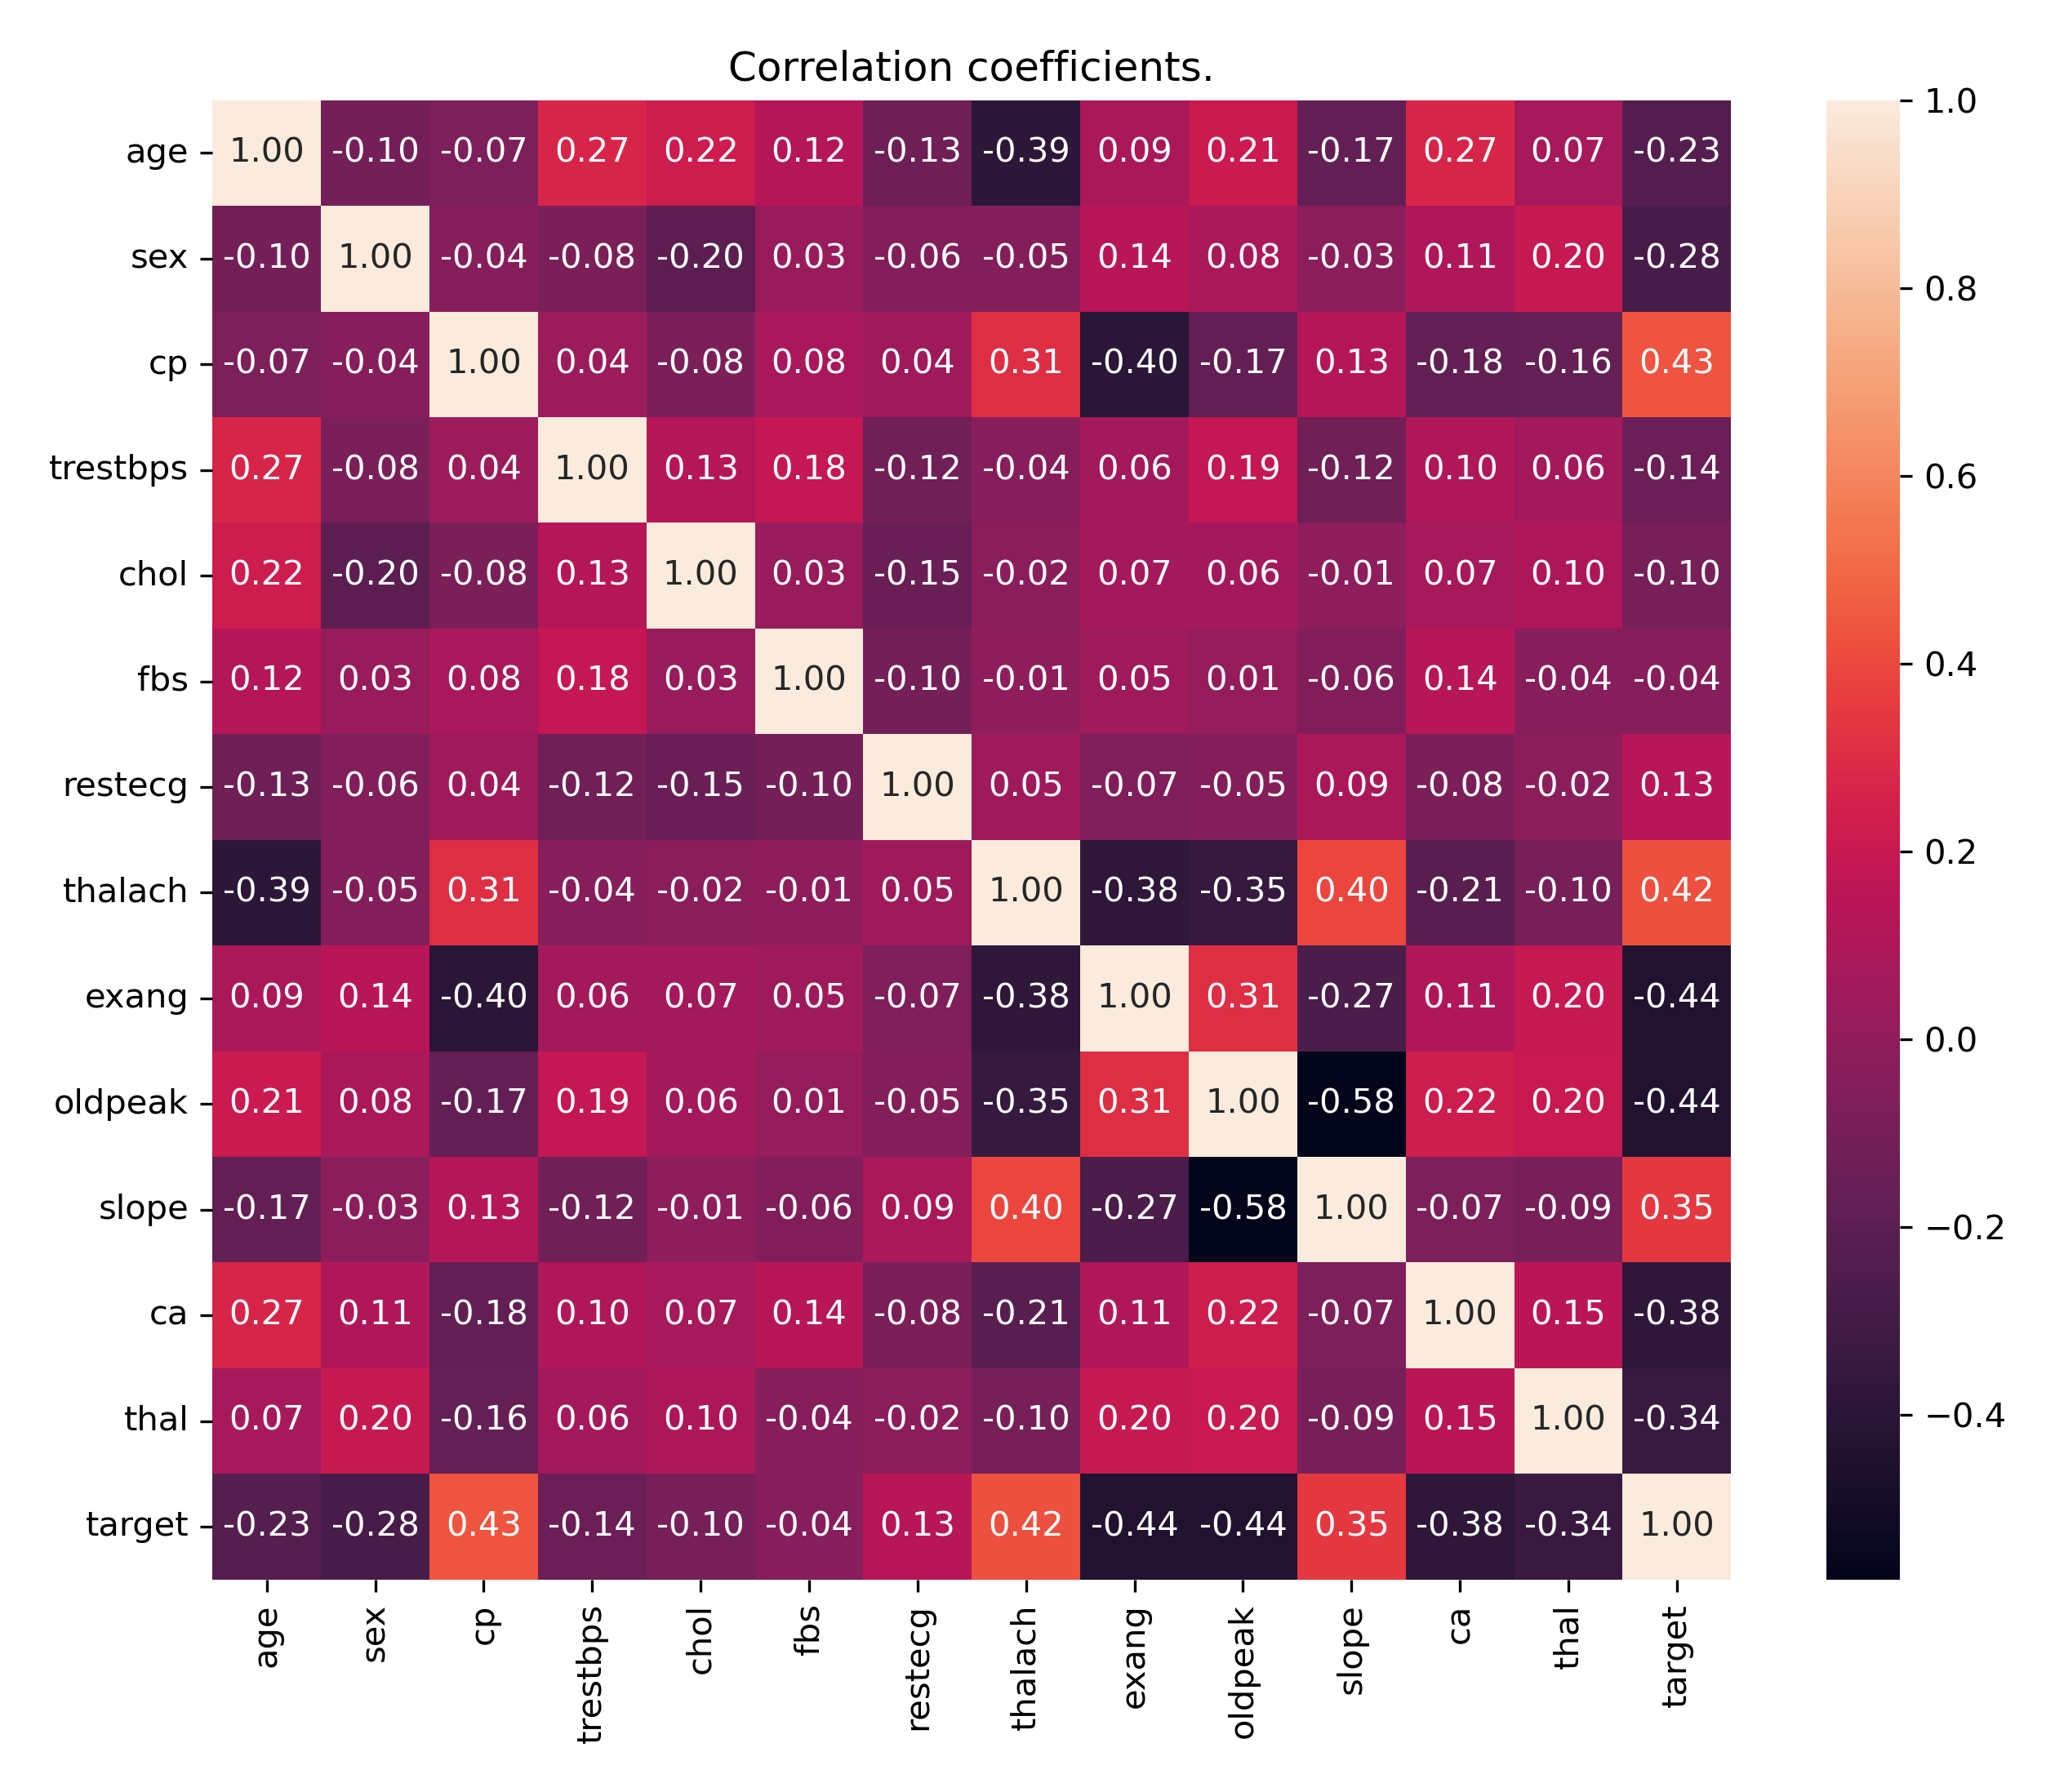 Correlation coefficients.
age 1.00 -0.10 -0.07 0.27 0.22 0.12 -0.13 -0.39 0.09 0.21 -0.17 0.27 0.07 -0.23
sex -0.10 1.00 -0.04 -0.08 -0.20 0.03 -0.06 -0.05 0.14 0.08 -0.03 0.11 0.20 -0.28
cp -0.07 -0.04 1.00 0.04 -0.08 0.08 0.04 0.31 -0.40 -0.17 0.13 -0.18 -0.16 0.43
trestbps 0.27 -0.08 0.04 1.00 0.13 0.18 -0.12 -0.04 0.06 0.19 -0.12 0.10 0.06 -0.14
chol 0.22 -0.20 -0.08 0.13 1.00 0.03 -0.15 -0.02 0.07 0.06 -0.01 0.07 0.10 -0.10
fbs 0.12 0.03 0.08 0.18 0.03 1.00 -0.10 -0.01 0.05 0.01 -0.06 0.14 -0.04 -0.04
restecg -0.13 -0.06 0.04 -0.12 -0.15 -0.10 1.00 0.05 -0.07 -0.05 0.09 -0.08 -0.02 0.13
thalach -0.39 -0.05 0.31 -0.04 -0.02 -0.01 0.05 1.00 -0.38 -0.35 0.40 -0.21 -0.10 0.42
exang 0.09 0.14 -0.40 0.06 0.07 0.05 -0.07 -0.38 1.00 0.31 -0.27 0.11 0.20 -0.44
oldpeak 0.21 0.08 -0.17 0.19 0.06 0.01 -0.05 -0.35 0.31 1.00 -0.58 0.22 0.20 -0.44
slope -0.17 -0.03 0.13 -0.12 -0.01 -0.06 0.09 0.40 -0.27 -0.58 1.00 -0.07 -0.09 0.35
ca 0.27 0.11 -0.18 0.10 0.07 0.14 -0.08 -0.21 0.11 0.22 -0.07 1.00 0.15 -0.38
thal 0.07 0.20 -0.16 0.06 0.10 -0.04 -0.02 -0.10 0.20 0.20 -0.09 0.15 1.00 -0.34
target -0.23 -0.28 0.43 -0.14 -0.10 -0.04 0.13 0.42 -0.44 -0.44 0.35 -0.38 -0.34 1.00
age sex cp trestbps chol fbs restecg thalach exang oldpeak slope ca thal target
1.0
0.8
0.6
0.4
0.2
0.0
−0.2
−0.4